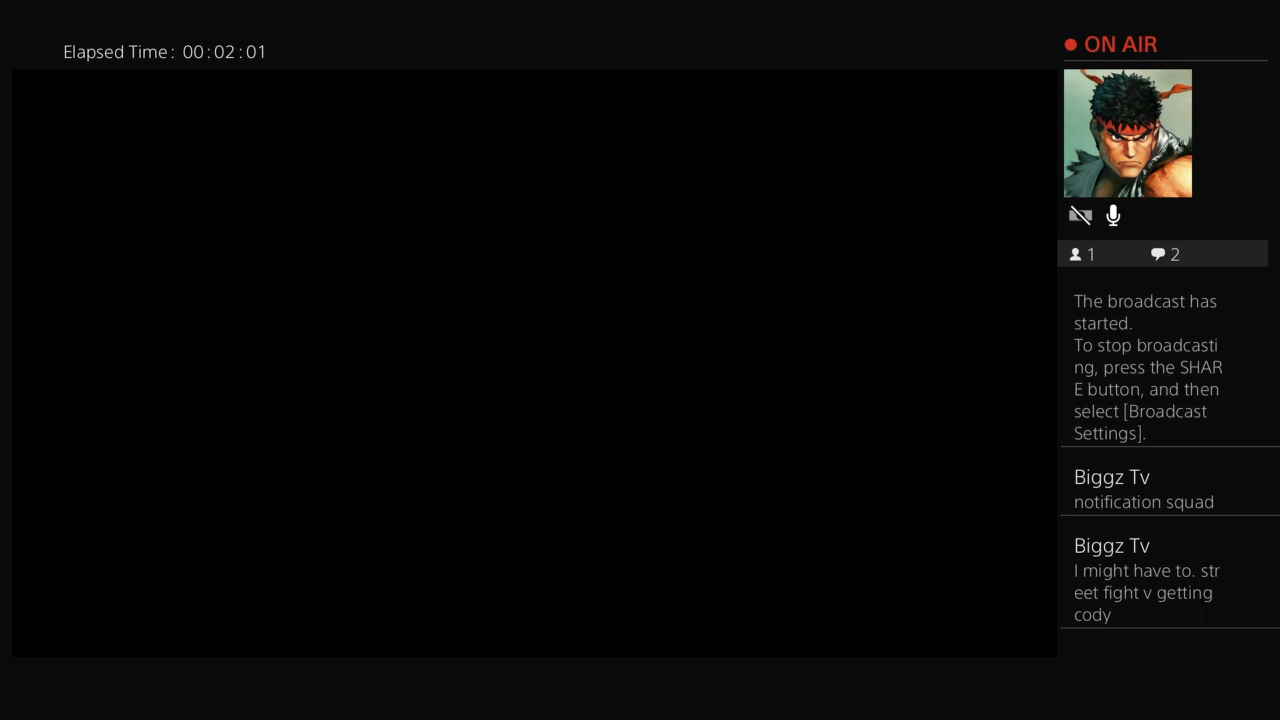 Elapsed Time: 00:02:01
ON AIR
1 2
The broadcast has
started.
To stop broadcasti
ng, press the SHAR
E button, and then
select [Broadcast
Settings].
Biggz Tv
notification squad
Biggz Tv
I might have to. str
eet fight v getting
cody